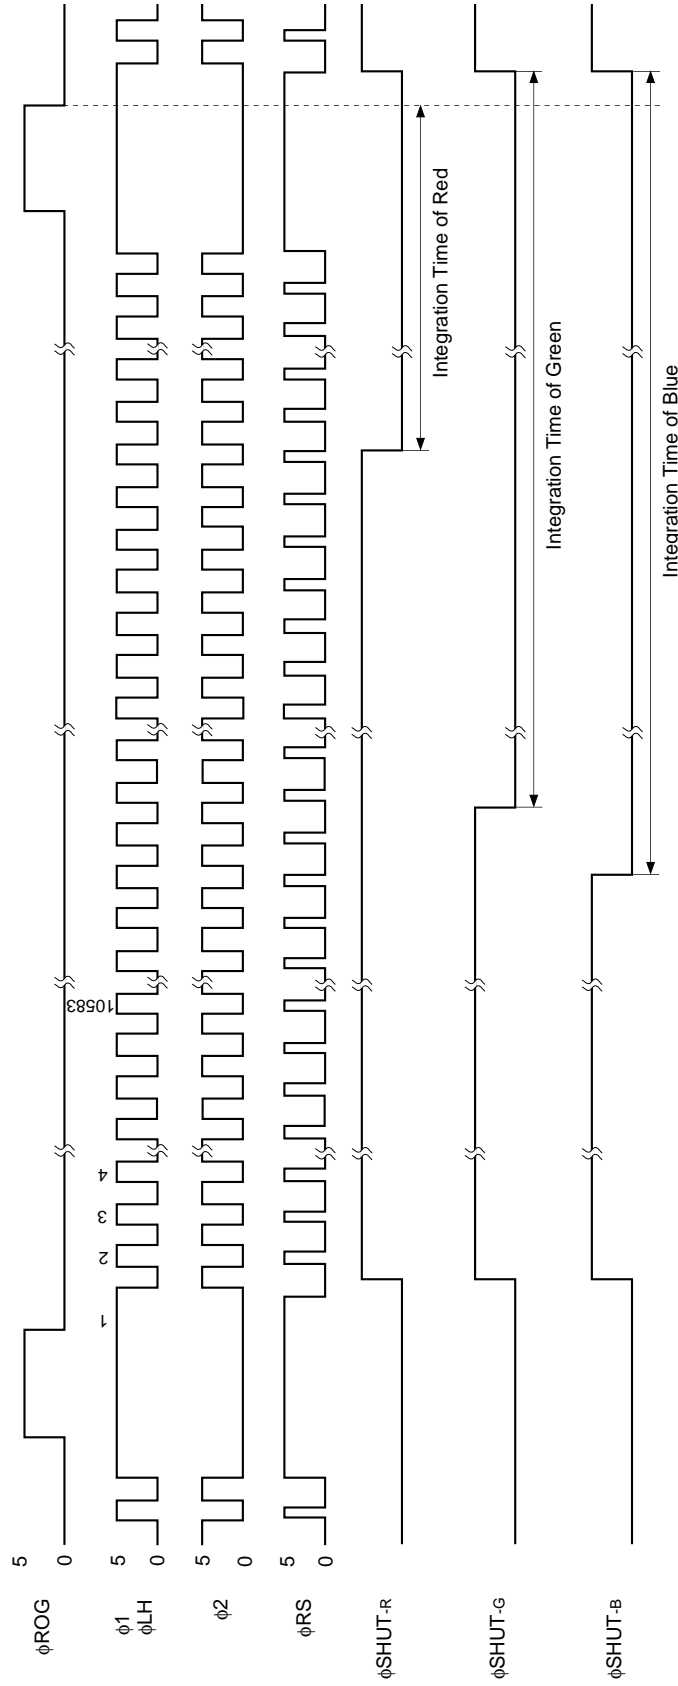 φROG
5
0
φ1
φLH
5
0
φ2
5
0
φRS
5
0
φSHUT-R
φSHUT-G
φSHUT-B
1
2
3
4
10583
Integration Time of Red
Integration Time of Green
Integration Time of Blue